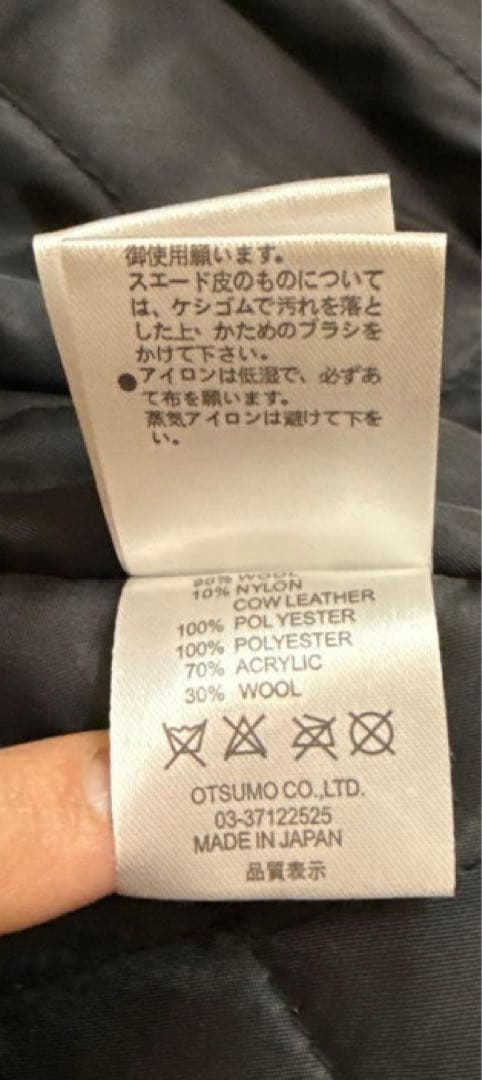 御使用願います。
スエード皮のものについて
は、ケシゴムで汚れを落と
した上、かためのブラシを
かけて下さい。
●アイロンは低湿で、必ずあ
て布を願います。
蒸気アイロンは避けて下を
い。
90% WOOL
10% NYLON
COW LEATHER
100% POLYESTER
100% POLYESTER
70% ACRYLIC
30% WOOL
OTSUMO CO.,LTD.
03-37122525
MADE IN JAPAN
品質表示